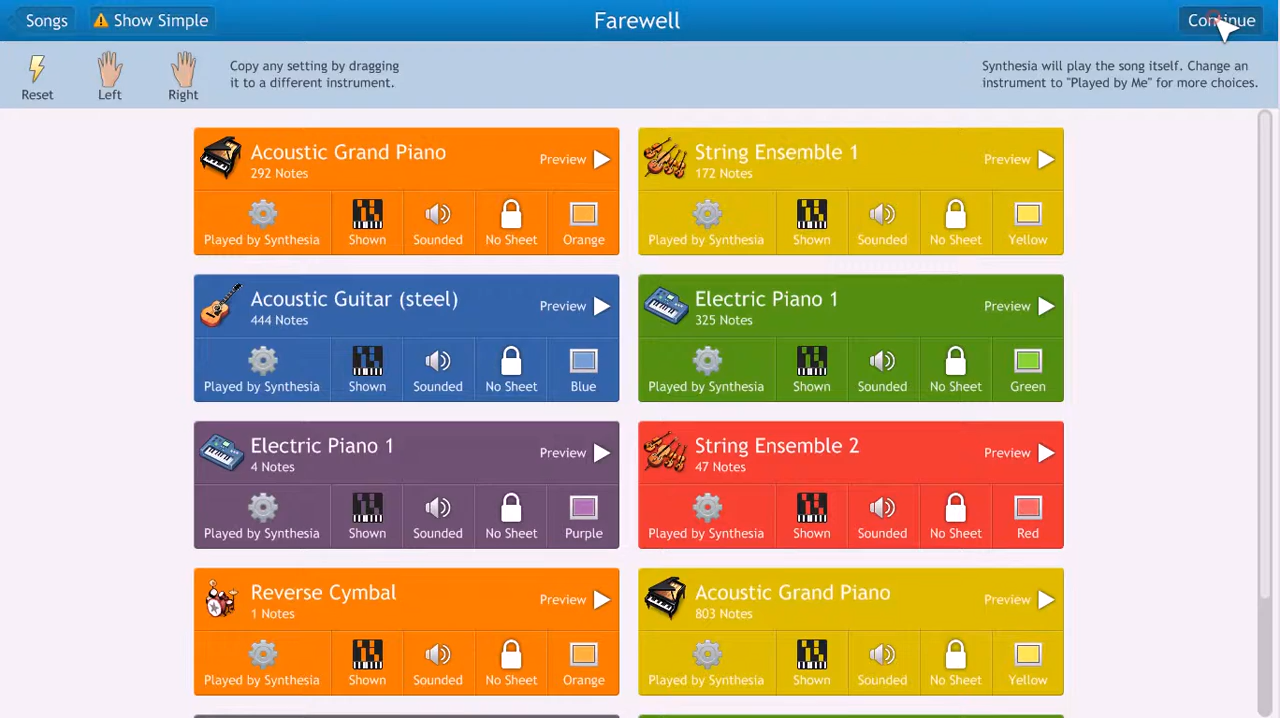 Songs
Show Simple
Farewell
Continue
Reset
Left
Right
Copy any setting by dragging
it to a different instrument.
Synthesia will play the song itself. Change an
instrument to "Played by Me" for more choices.
Acoustic Grand Piano
292 Notes
Preview
Played by Synthesia
Shown
Sounded
No Sheet
Orange
String Ensemble 1
172 Notes
Preview
Played by Synthesia
Shown
Sounded
No Sheet
Yellow
Acoustic Guitar (steel)
444 Notes
Preview
Played by Synthesia
Shown
Sounded
No Sheet
Blue
Electric Piano 1
325 Notes
Preview
Played by Synthesia
Shown
Sounded
No Sheet
Green
Electric Piano 1
4 Notes
Preview
Played by Synthesia
Shown
Sounded
No Sheet
Purple
String Ensemble 2
47 Notes
Preview
Played by Synthesia
Shown
Sounded
No Sheet
Red
Reverse Cymbal
1 Notes
Preview
Played by Synthesia
Shown
Sounded
No Sheet
Orange
Acoustic Grand Piano
803 Notes
Preview
Played by Synthesia
Shown
Sounded
No Sheet
Yellow